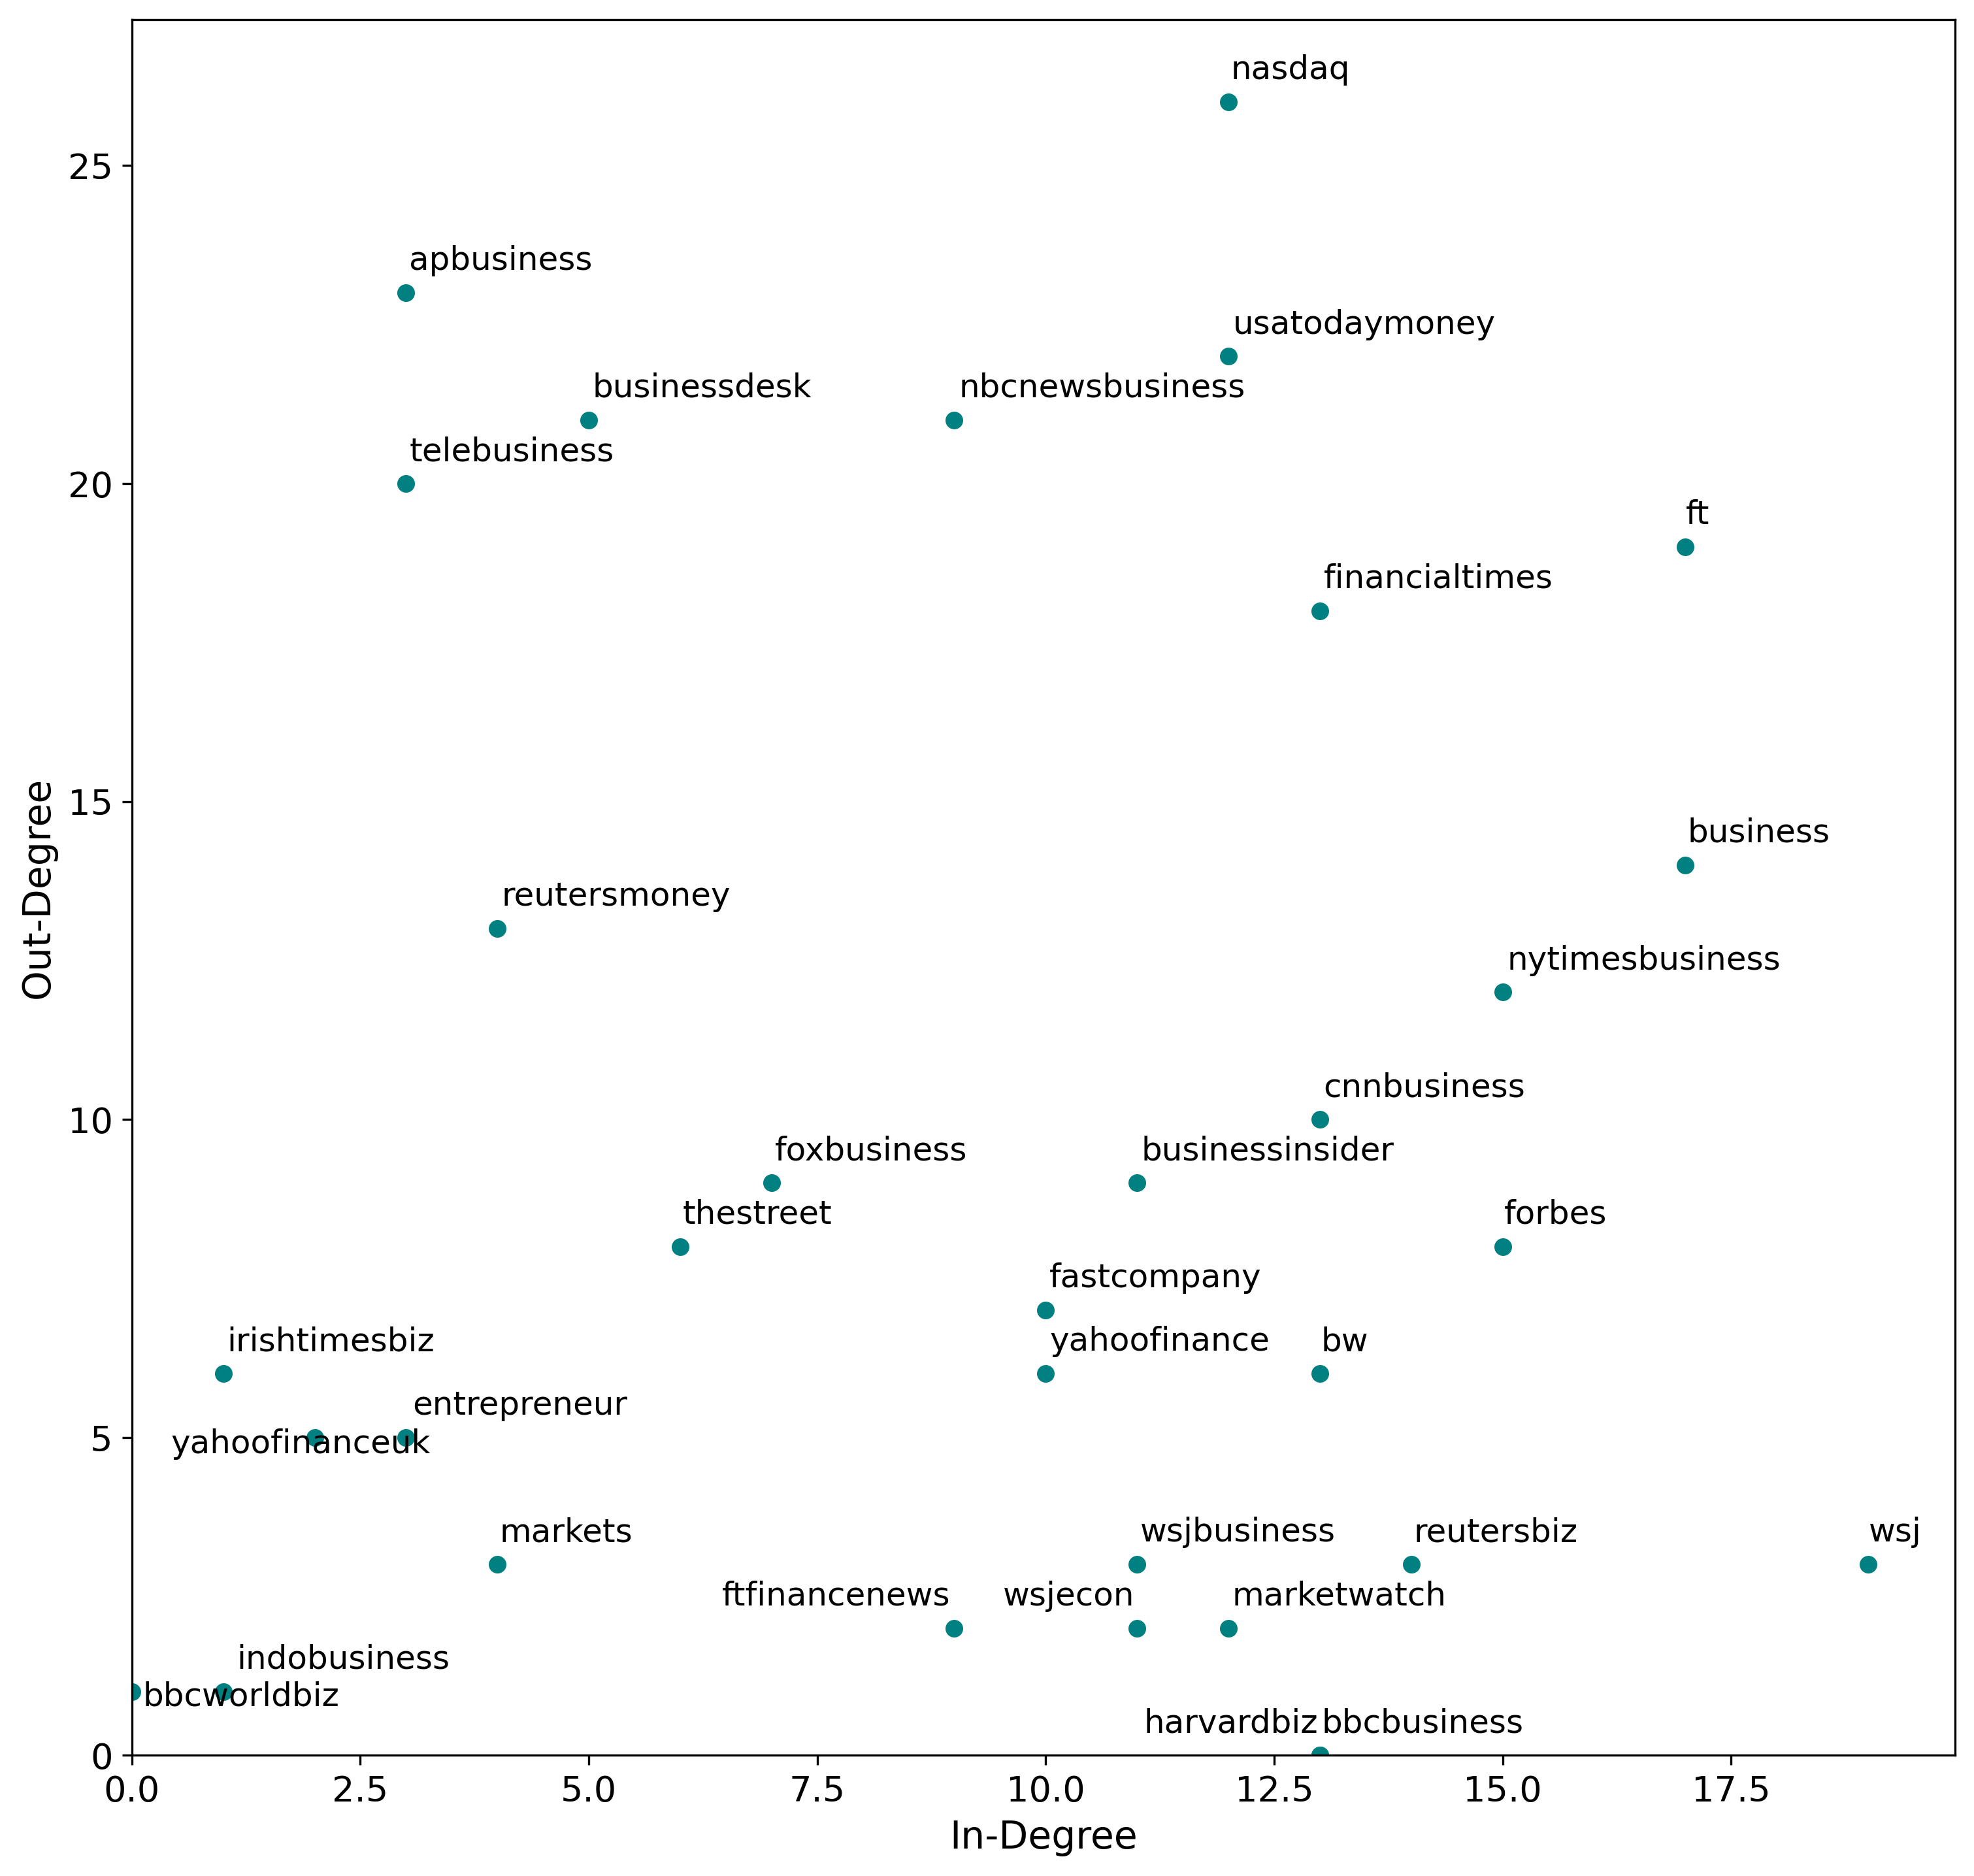 nasdaq
25
apbusiness
usatodaymoney
businessdesk
nbcnewsbusiness
telebusiness
20
ft
financialtimes
15
business
reutersmoney
nytimesbusiness
Out-Degree
cnnbusiness
10
foxbusiness
businessinsider
thestreet
forbes
fastcompany
irishtimesbiz
yahoofinance
bw
entrepreneur
5
yahoofinanceuk
markets
wsjbusiness
reutersbiz
wsj
ftfinancenews
wsjecon
marketwatch
indobusiness
bbcworldbiz
harvardbiz
bbcbusiness
0
0.0
2.5
5.0
7.5
10.0
12.5
15.0
17.5
In-Degree